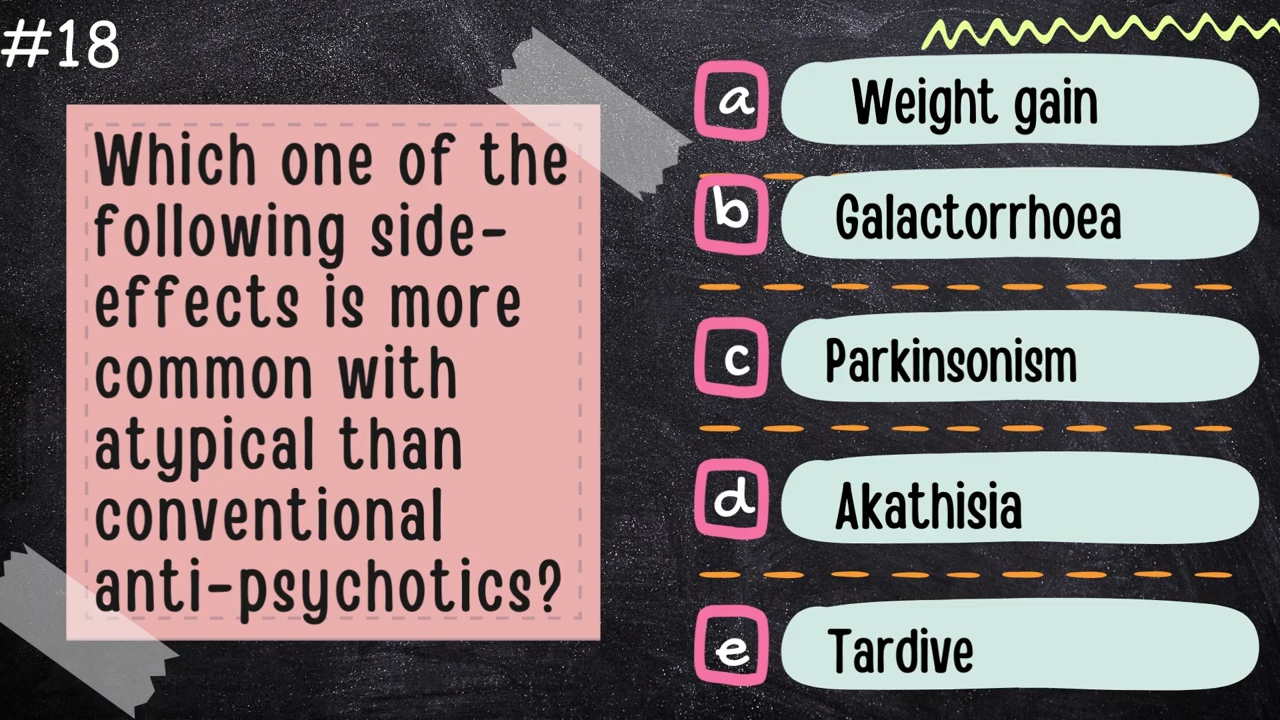 #18
Which one of the
following side-
effects is more
common with
atypical than
conventional
anti-psychotics?
a Weight gain
b Galactorrhoea
c Parkinsonism
d Akathisia
e Tardive